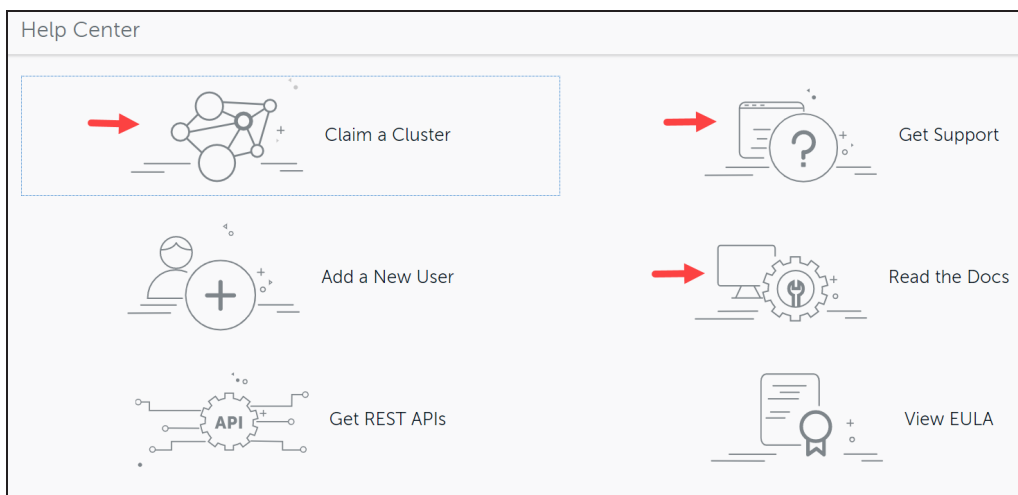 Help Center
Claim a Cluster
Get Support
Add a New User
Read the Docs
API
Get REST APIs
View EULA